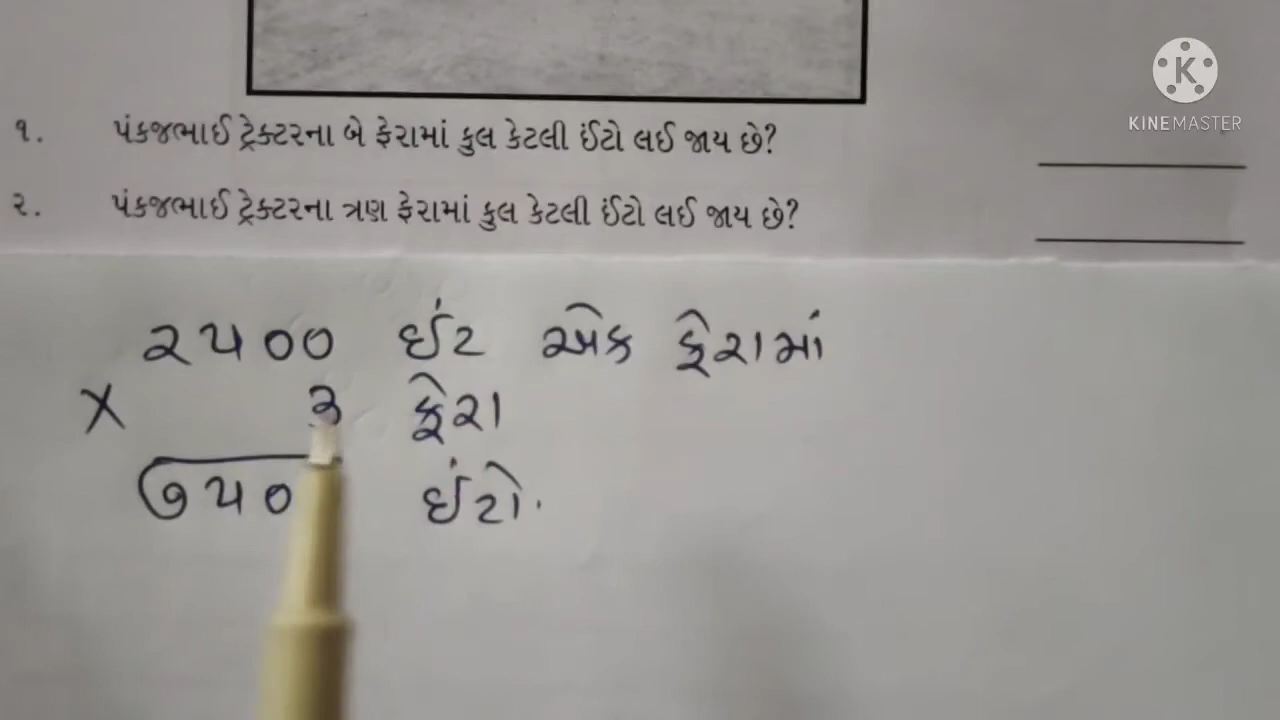 K
KINEMASTER
૧. પંકજભાઈ ટ્રેક્ટરના બે ફેરામાં કુલ કેટલી ઈંટો લઈ જાય છે?
૨. પંકજભાઈ ટ્રેક્ટરના ત્રણ ફેરામાં કુલ કેટલી ઈંટો લઈ જાય છે?
૨૫૦૦ ઈંટ એક ફેરામાં
X ૩ ફેરા
૭૫૦ ઈંટો.